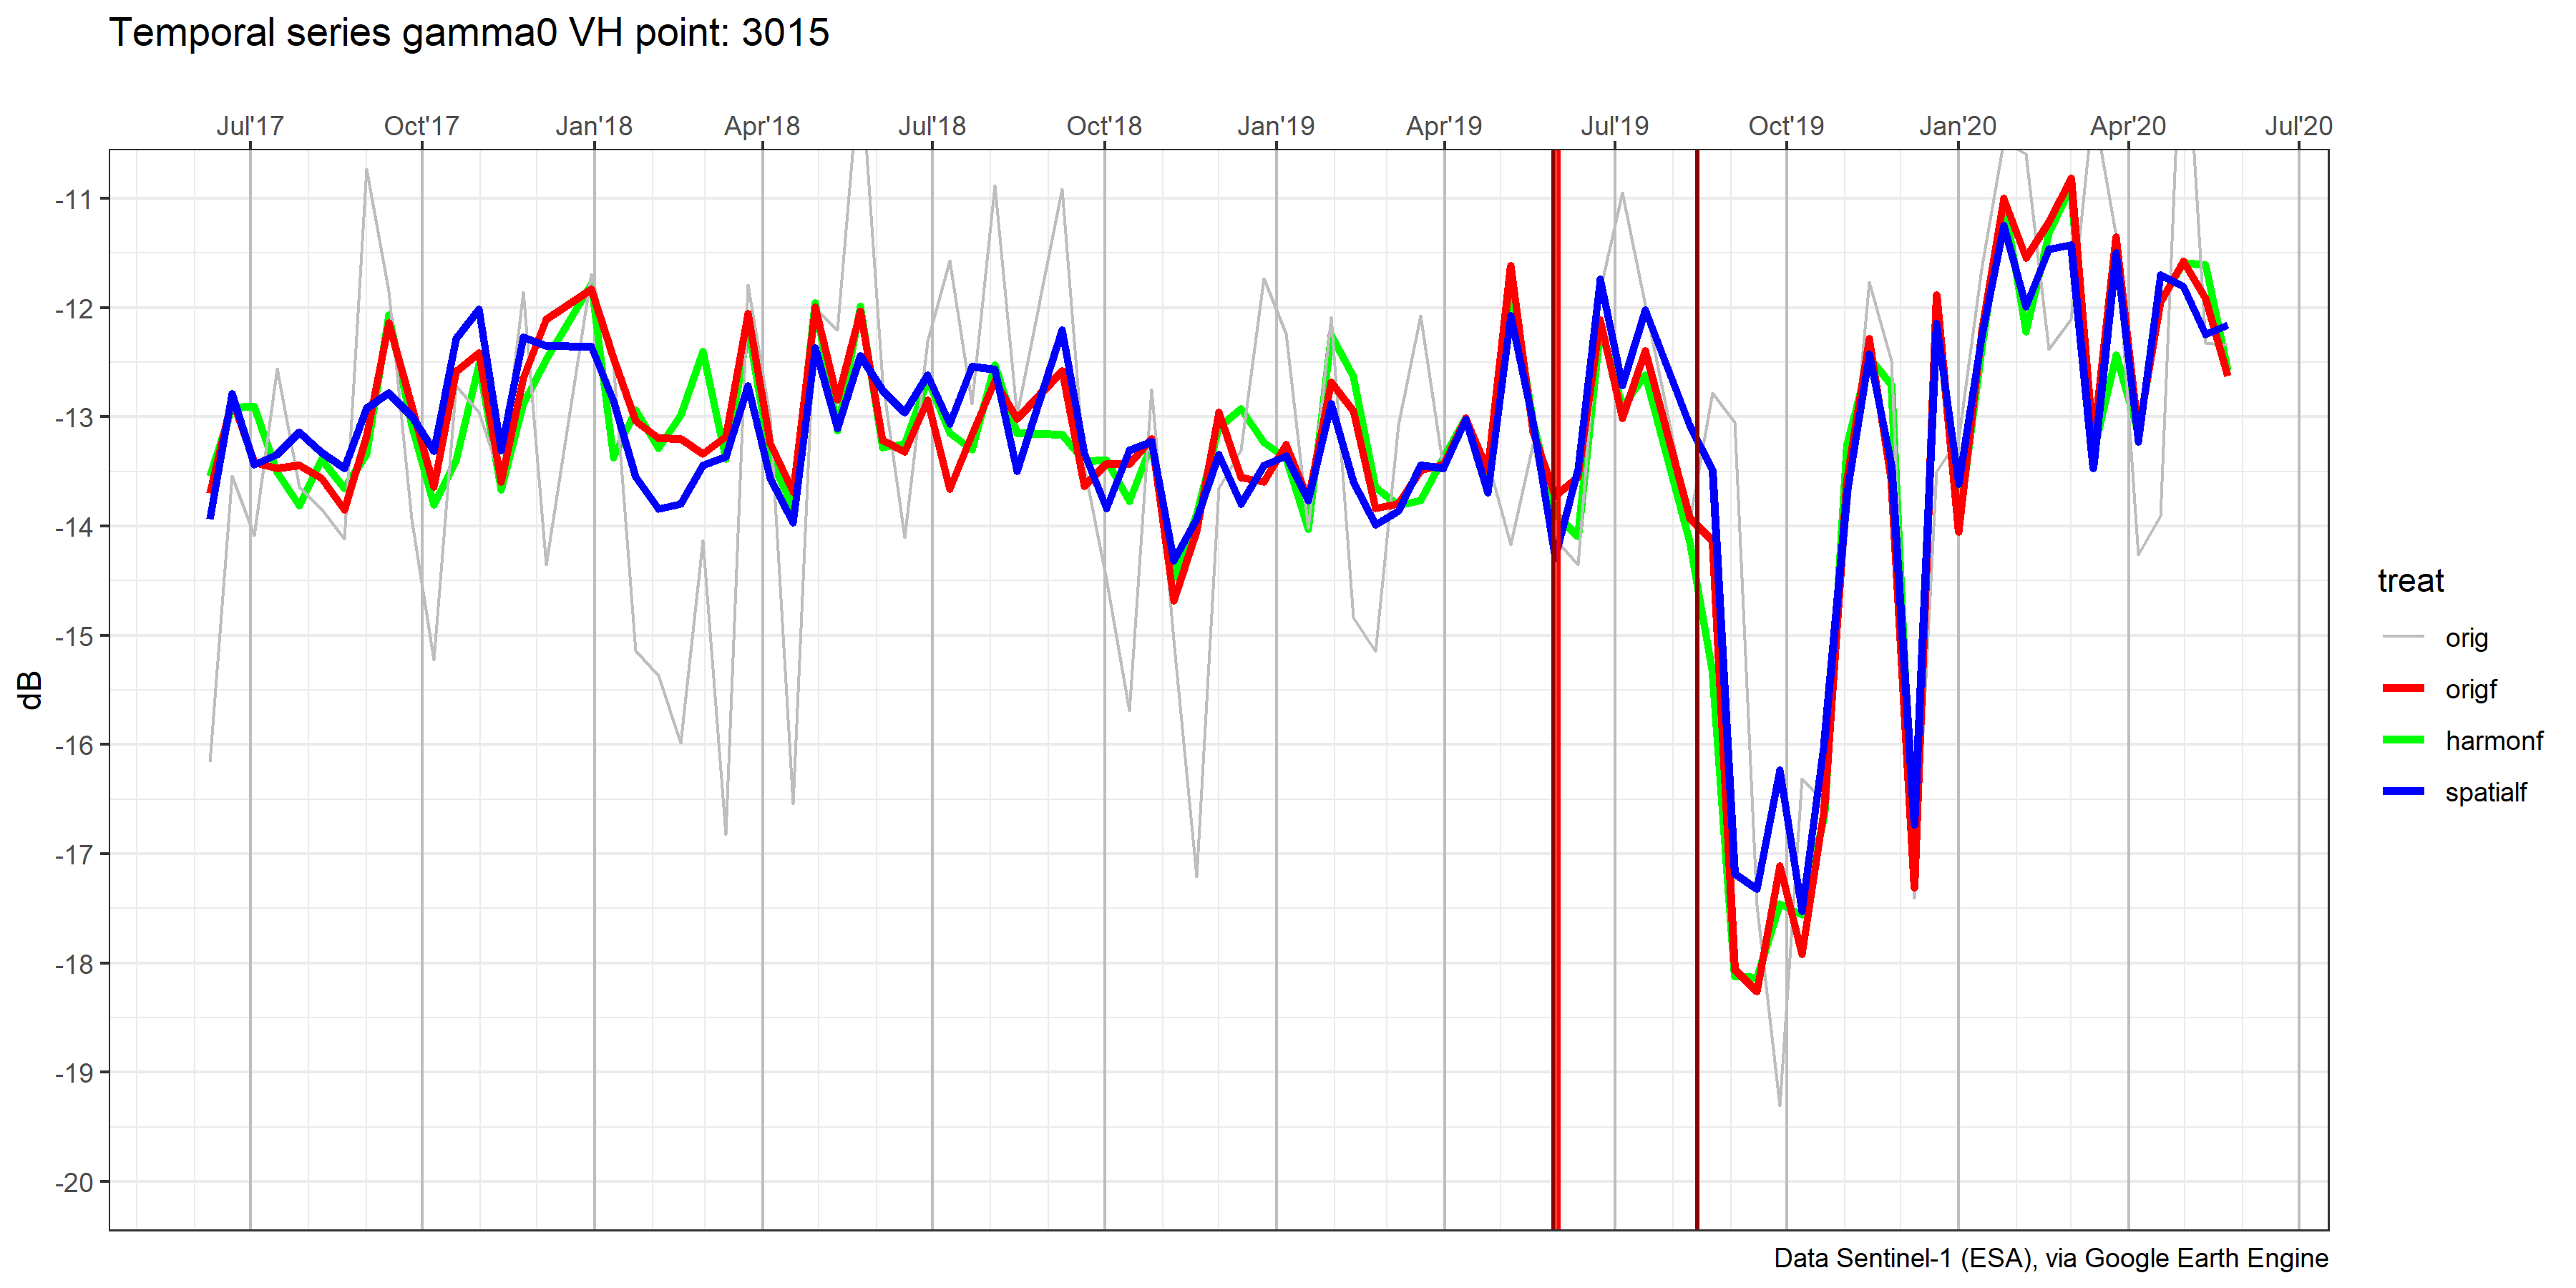 Temporal series gamma0 VH point: 3015
Jul'17 Oct'17 Jan'18 Apr'18 Jul'18 Oct'18 Jan'19 Apr'19 Jul'19 Oct'19 Jan'20 Apr'20 Jul'20
-11
-12
-13
-14
-15
-16
-17
-18
-19
-20
dB
treat
orig
origf
harmonf
spatialf
Data Sentinel-1 (ESA), via Google Earth Engine